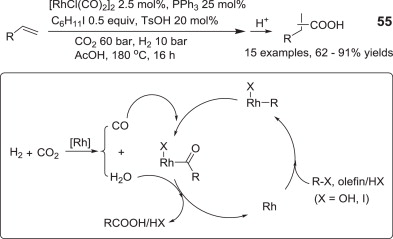 [RhCl(CO)₂]₂ 2.5 mol%, PPh₃ 25 mol%
C₆H₁₁I 0.5 equiv, TsOH 20 mol%
R
CO₂ 60 bar, H₂ 10 bar
AcOH, 180 °C, 16 h
H⁺
R
COOH
55
15 examples, 62 - 91% yields
H₂ + CO₂
[Rh]
CO
+
H₂O
X
Rh
O
R
X
Rh-R
R-X, olefin/HX
(X = OH, I)
Rh
RCOOH/HX